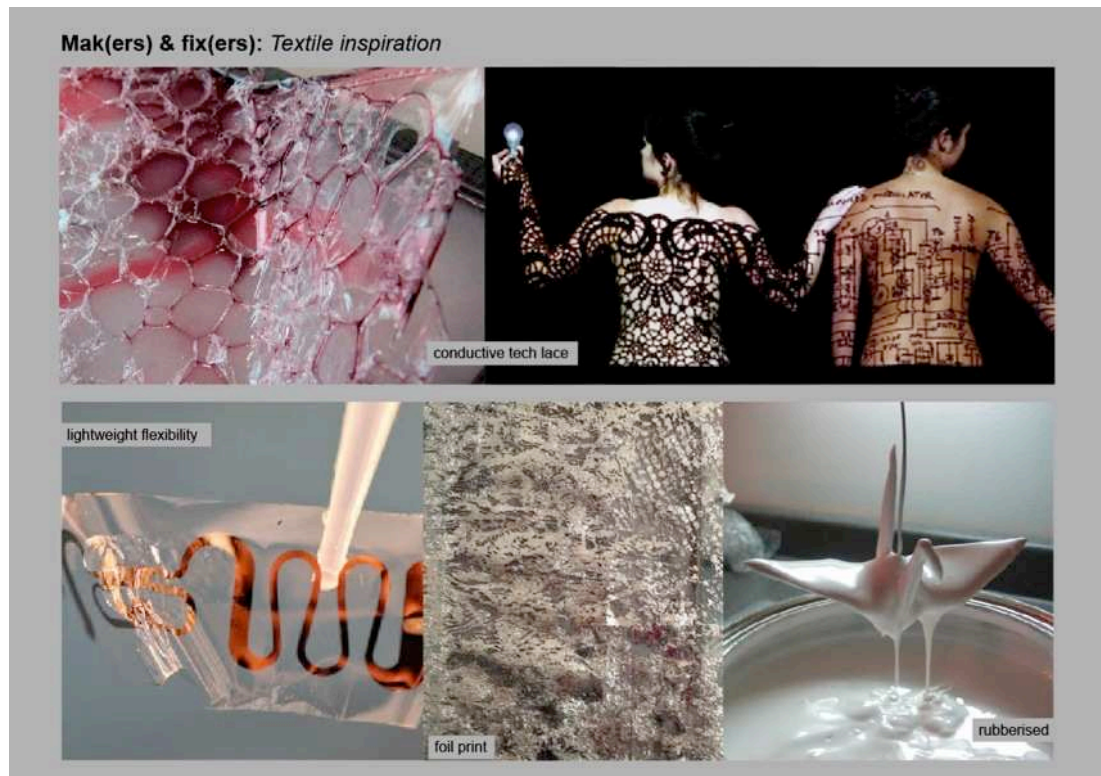 Mak(ers) & fix(ers): Textile inspiration
conductive tech lace
lightweight flexibility
foil print
rubberised